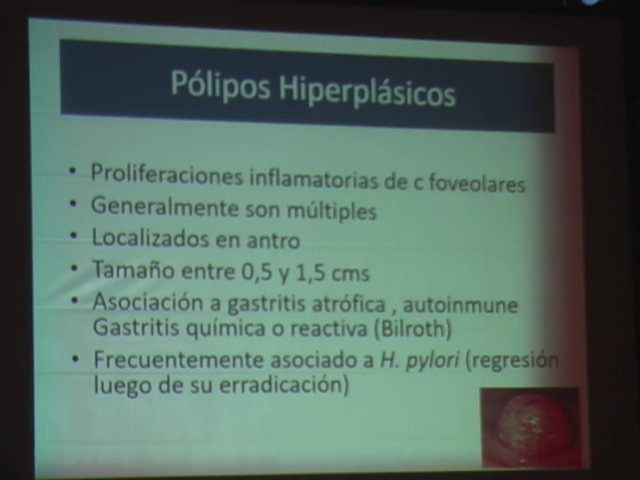 Pólipos Hiperplásicos
• Proliferaciones inflamatorias de c foveolares
• Generalmente son múltiples
• Localizados en antro
• Tamaño entre 0,5 y 1,5 cms
• Asociación a gastritis atrófica , autoinmune
Gastritis química o reactiva (Bilroth)
• Frecuentemente asociado a H. pylori (regresión
luego de su erradicación)